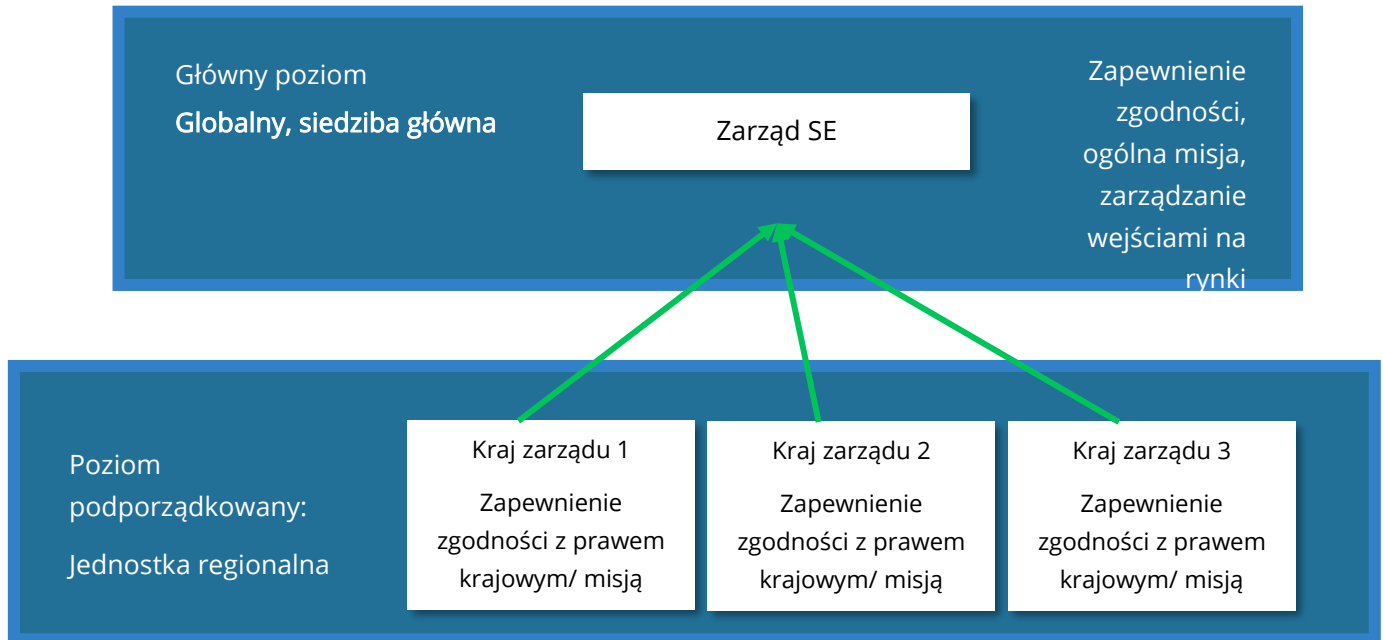 Główny poziom
Globalny, siedziba główna
Zarząd SE
Zapewnienie
zgodności,
ogólna misja,
zarządzanie
wejściami na
rynki
Poziom
podporządkowany:
Jednostka regionalna
Kraj zarządu 1
Zapewnienie
zgodności z prawem
krajowym/ misją
Kraj zarządu 2
Zapewnienie
zgodności z prawem
krajowym/ misją
Kraj zarządu 3
Zapewnienie
zgodności z prawem
krajowym/ misją